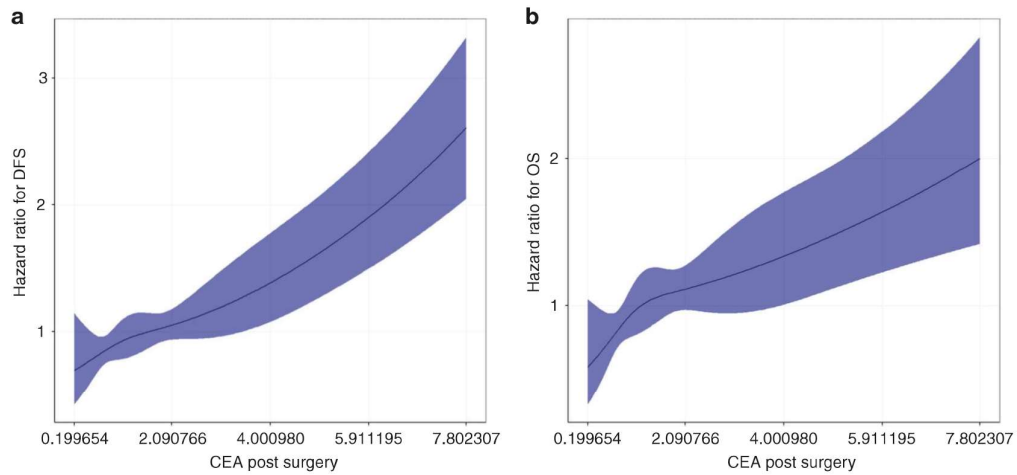 a
Hazard ratio for DFS
3
2
1
0.199654 2.090766 4.000980 5.911195 7.802307
CEA post surgery
b
Hazard ratio for OS
2
1
0.199654 2.090766 4.000980 5.911195 7.802307
CEA post surgery